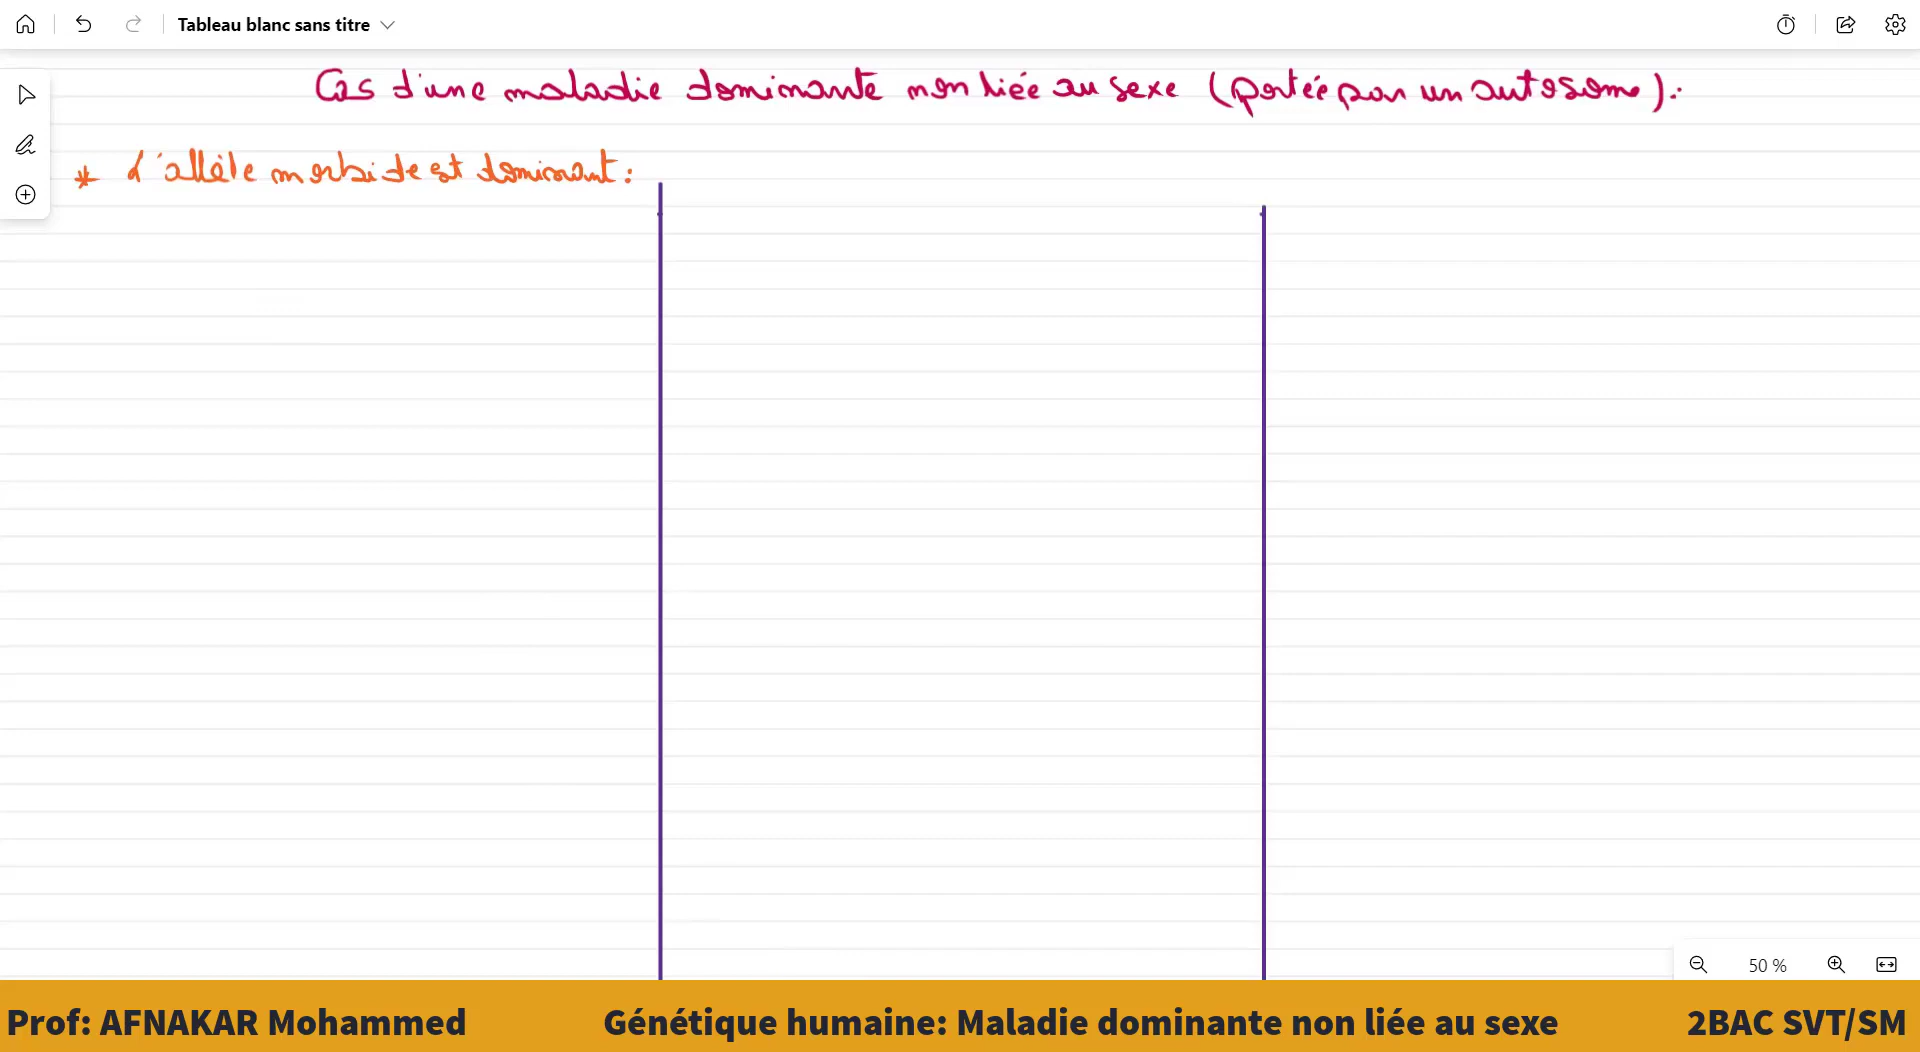 Tableau blanc sans titre
Cas d'une maladie dominante non liée au sexe (portée par un autosome).
* L'allèle morbide est dominant :
50 %
Prof: AFNAKAR Mohammed Génétique humaine: Maladie dominante non liée au sexe 2BAC SVT/SM